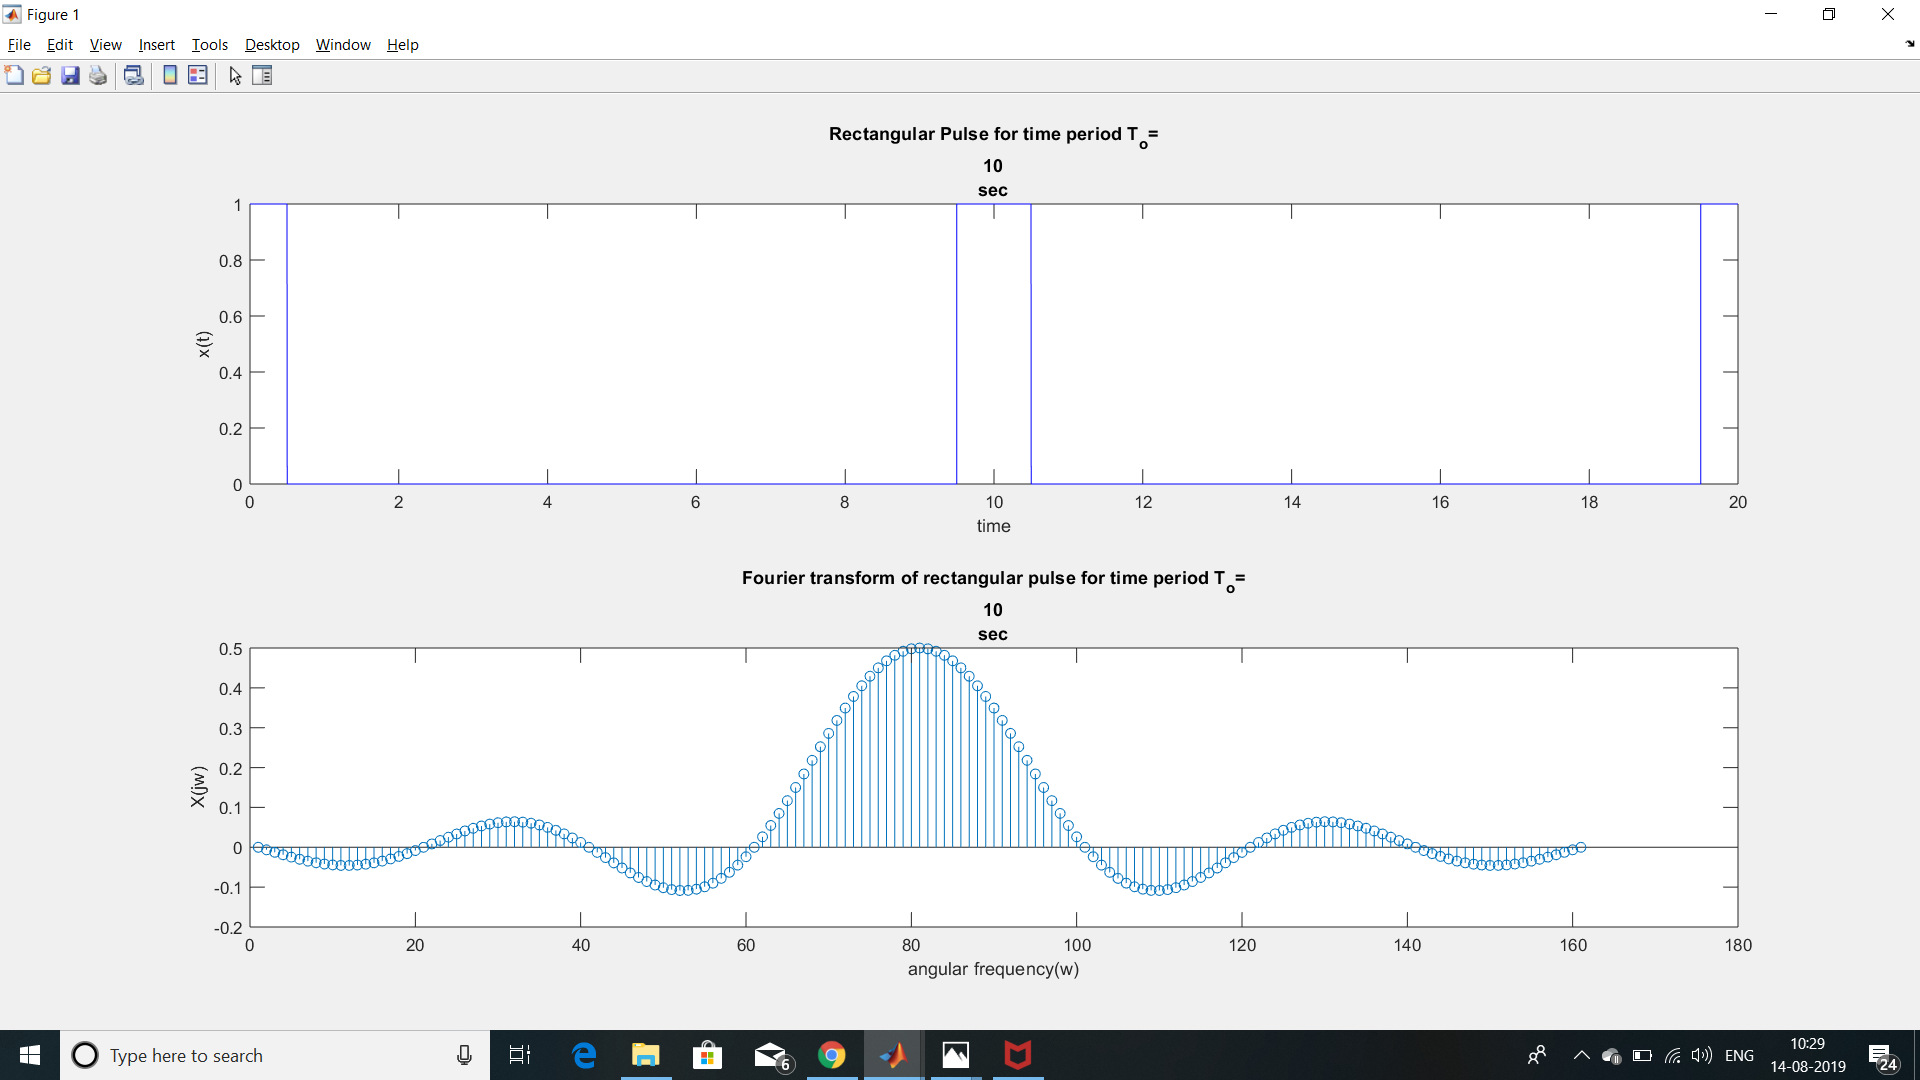 Figure 1
File Edit View Insert Tools Desktop Window Help
Rectangular Pulse for time period To=
10
sec
1
0.8
0.6
0.4
0.2
0
x(t)
0 2 4 6 8 10 12 14 16 18 20
time
Fourier transform of rectangular pulse for time period To=
10
sec
0.5
0.4
0.3
0.2
0.1
0
-0.1
-0.2
X(jw)
0 20 40 60 80 100 120 140 160 180
angular frequency(w)
Type here to search
6
ENG
10:29
14-08-2019
24